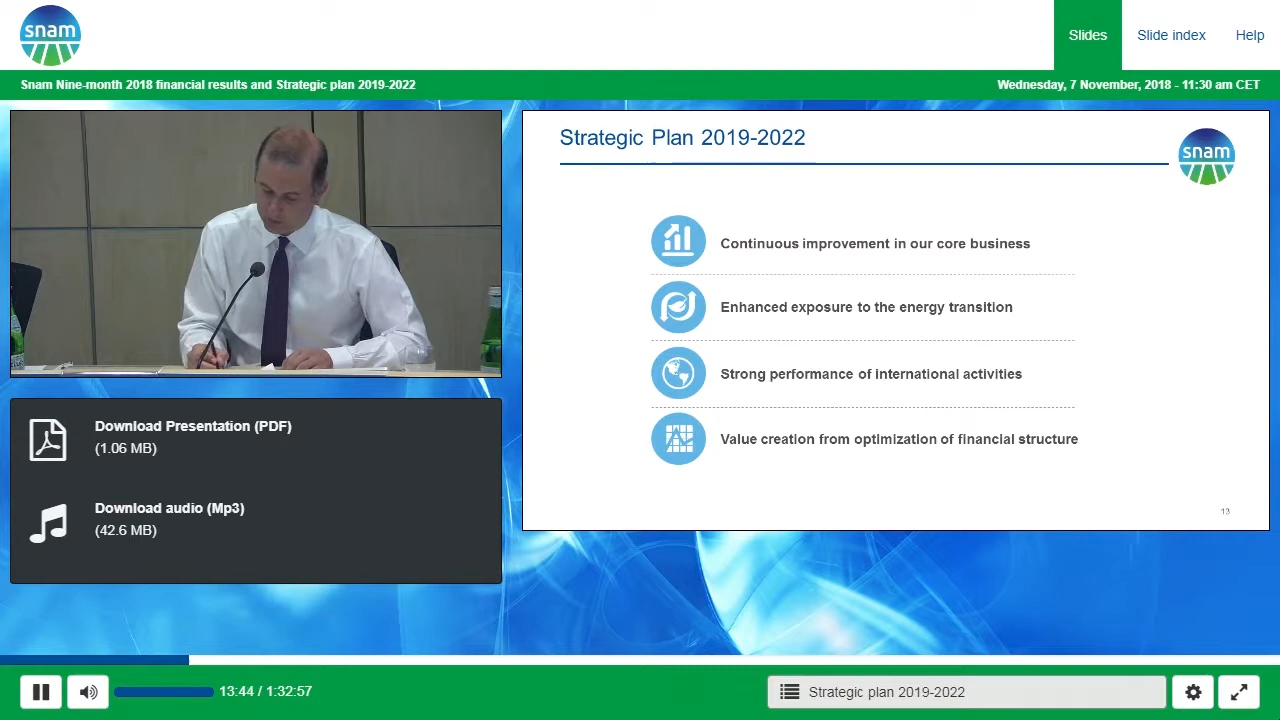 snam
Slides
Slide index
Help
Snam Nine-month 2018 financial results and Strategic plan 2019-2022
Wednesday, 7 November, 2018 - 11:30 am CET
Strategic Plan 2019-2022
snam
Continuous improvement in our core business
Enhanced exposure to the energy transition
Strong performance of international activities
Value creation from optimization of financial structure
13
Download Presentation (PDF)
(1.06 MB)
Download audio (Mp3)
(42.6 MB)
13:44 / 1:32:57
Strategic plan 2019-2022